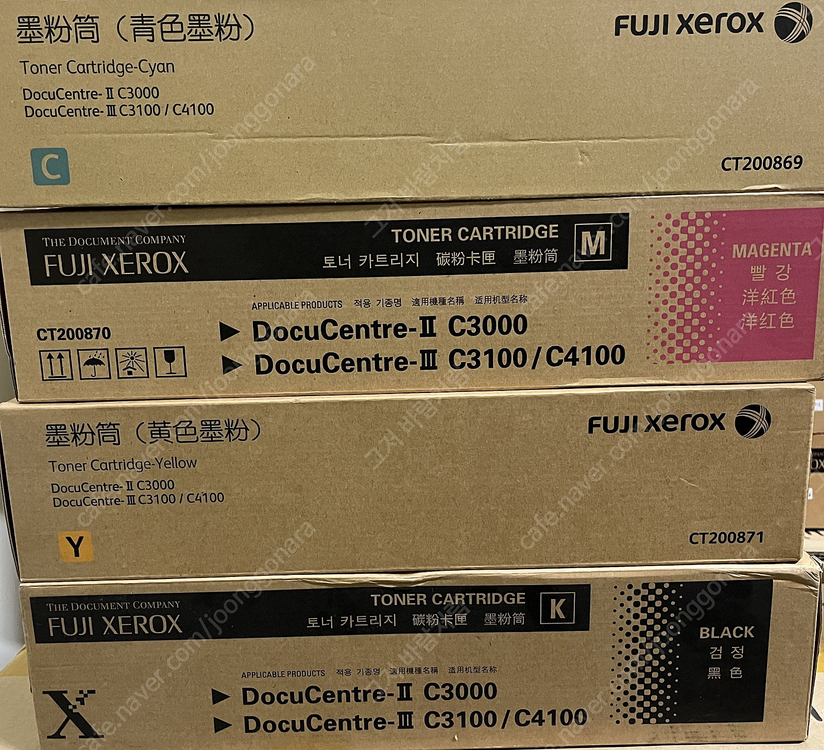 墨粉筒（青色墨粉）
FUJI xerox
Toner Cartridge-Cyan
DocuCentre-Ⅱ C3000
DocuCentre-Ⅲ C3100 / C4100
C
CT200869
THE DOCUMENT COMPANY
FUJI XEROX
TONER CARTRIDGE
토너 카트리지 碳粉卡匣 墨粉筒
M
MAGENTA
빨 강
洋紅色
洋红色
APPLICABLE PRODUCTS 적용 기종명 適用機種名稱 适用机型名称
CT200870
▶ DocuCentre-Ⅱ C3000
▶ DocuCentre-Ⅲ C3100/C4100
墨粉筒（黄色墨粉）
FUJI xerox
Toner Cartridge-Yellow
DocuCentre-Ⅱ C3000
DocuCentre-Ⅲ C3100 / C4100
Y
CT200871
THE DOCUMENT COMPANY
FUJI XEROX
TONER CARTRIDGE
토너 카트리지 碳粉卡匣 墨粉筒
K
BLACK
검 정
黑 色
APPLICABLE PRODUCTS 적용 기종명 適用機種名稱 适用机型名称
X
▶ DocuCentre-Ⅱ C3000
▶ DocuCentre-Ⅲ C3100/C4100
cafe.naver.com/joonggonara